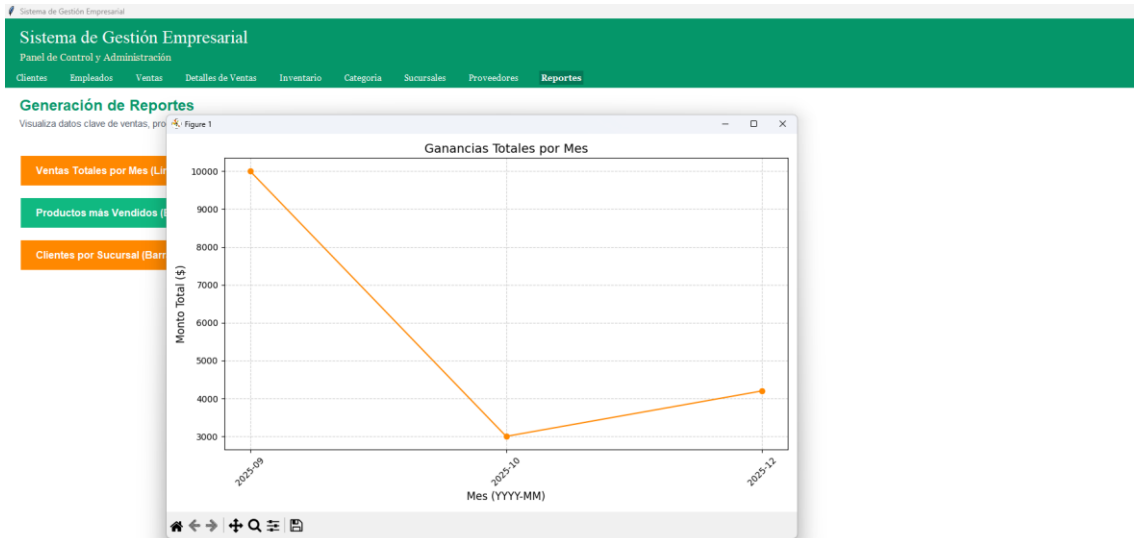 Sistema de Gestión Empresarial
Sistema de Gestión Empresarial
Panel de Control y Administración
Clientes Empleados Ventas Detalles de Ventas Inventario Categoría Sucursales Proveedores Reportes
Generación de Reportes
Visualiza datos clave de ventas, pro
Figure 1
Ventas Totales por Mes (Lin
Productos más Vendidos (B
Clientes por Sucursal (Barr
Ganancias Totales por Mes
Monto Total ($)
10000
9000
8000
7000
6000
5000
4000
3000
2025-09 2025-10 2025-12
Mes (YYYY-MM)